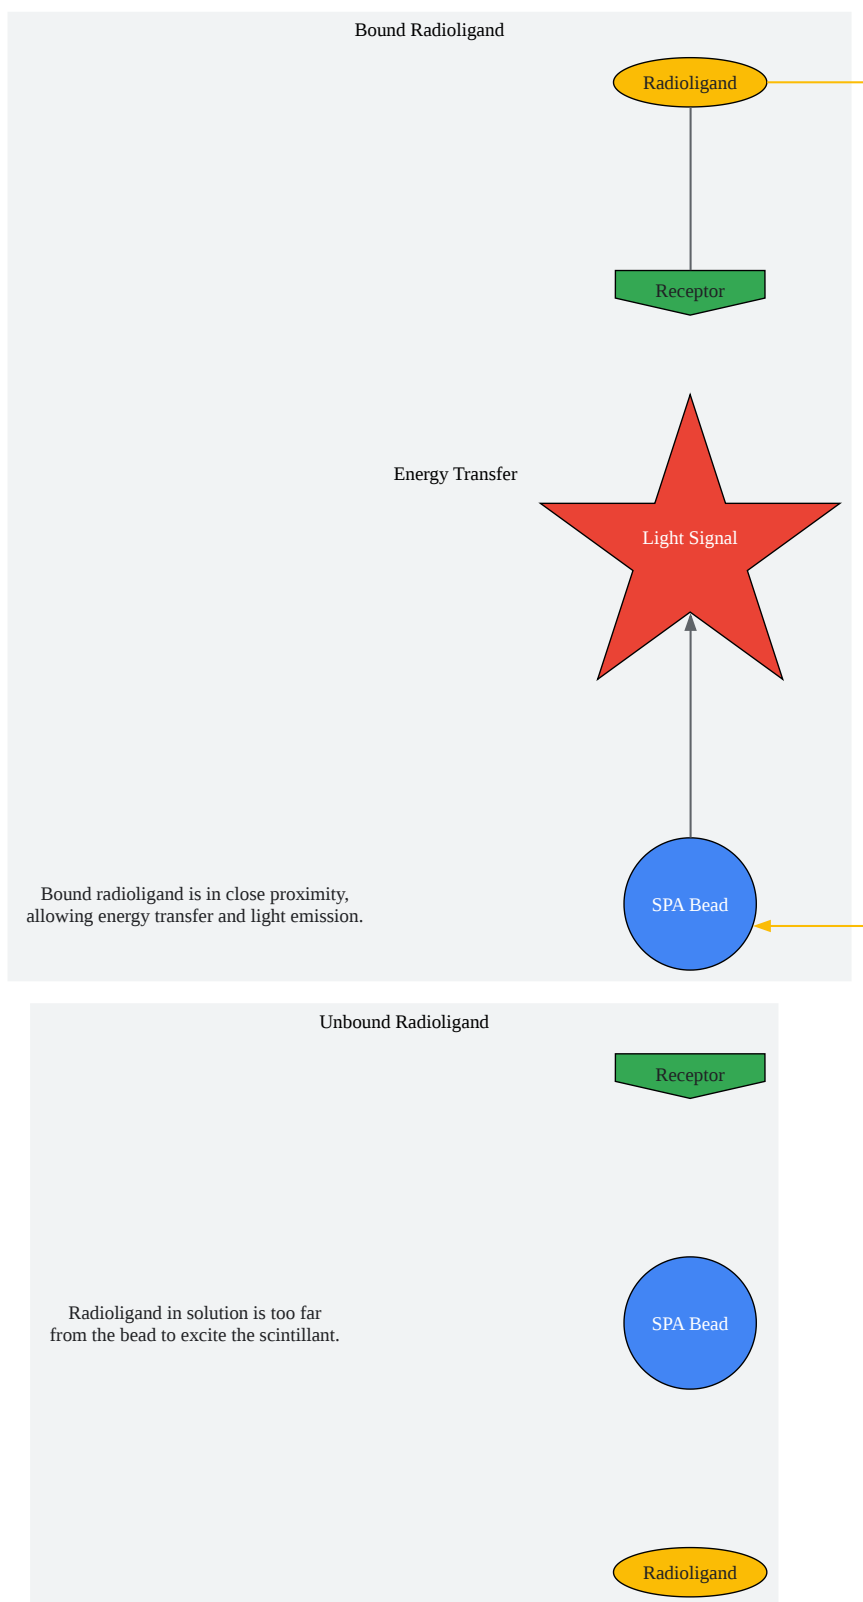 Bound Radioligand
Radioligand
Receptor
Energy Transfer
Light Signal
Bound radioligand is in close proximity,
allowing energy transfer and light emission.
SPA Bead
Unbound Radioligand
Receptor
Radioligand in solution is too far
from the bead to excite the scintillant.
SPA Bead
Radioligand